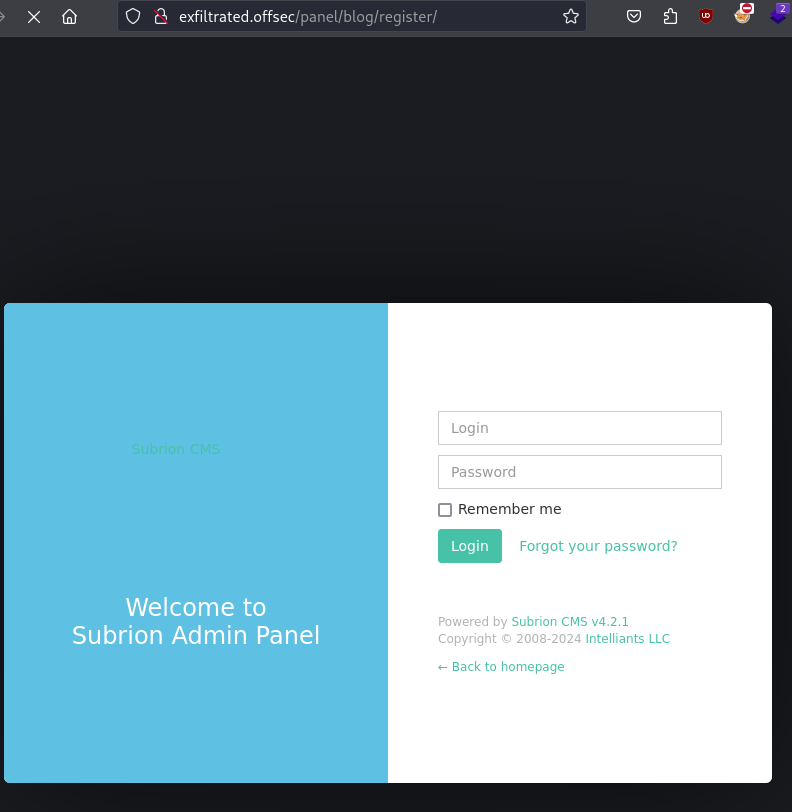 exfiltrated.offsec/panel/blog/register/
2
Subrion CMS
Welcome to
Subrion Admin Panel
Login
Password
Remember me
Login Forgot your password?
Powered by Subrion CMS v4.2.1
Copyright © 2008-2024 Intelliants LLC
← Back to homepage